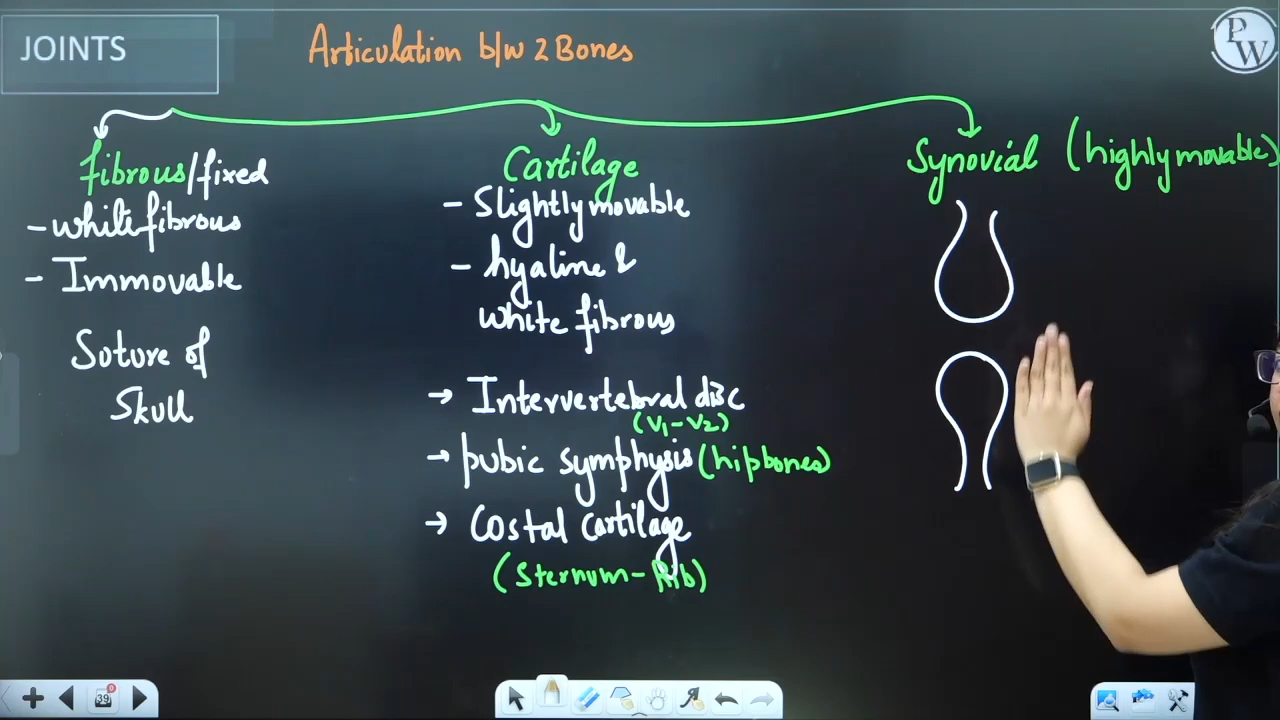 JOINTS
Articulation b/w 2 Bones
PW
fibrous/fixed
- white fibrous
- Immovable
Suture of
Skull
Cartilage
- Slightly movable
- hyaline &
white fibrous
→ Intervertebral disc
(V1-V2)
→ pubic symphysis (hipbones)
→ Costal cartilage
(Sternum-Rib)
Synovial (highly movable)
39